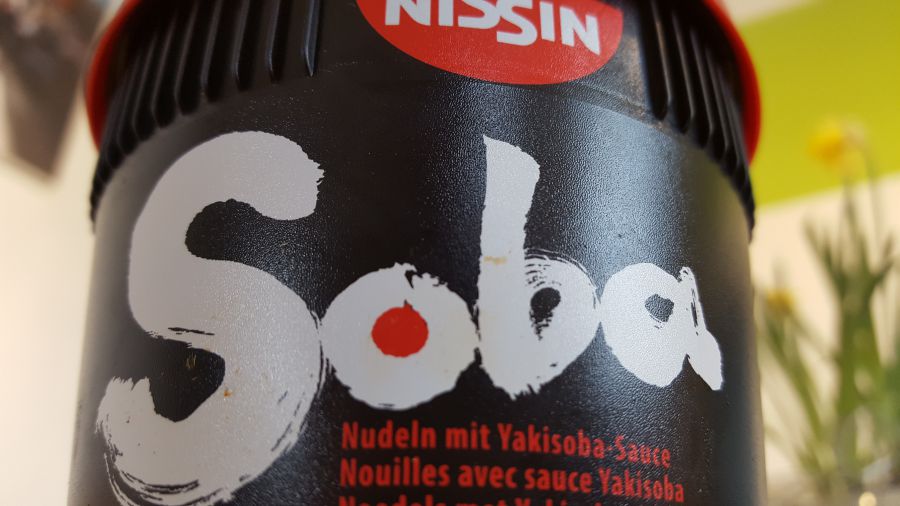 NISSIN
Soba
Nudeln mit Yakisoba-Sauce
Nouilles avec sauce Yakisoba